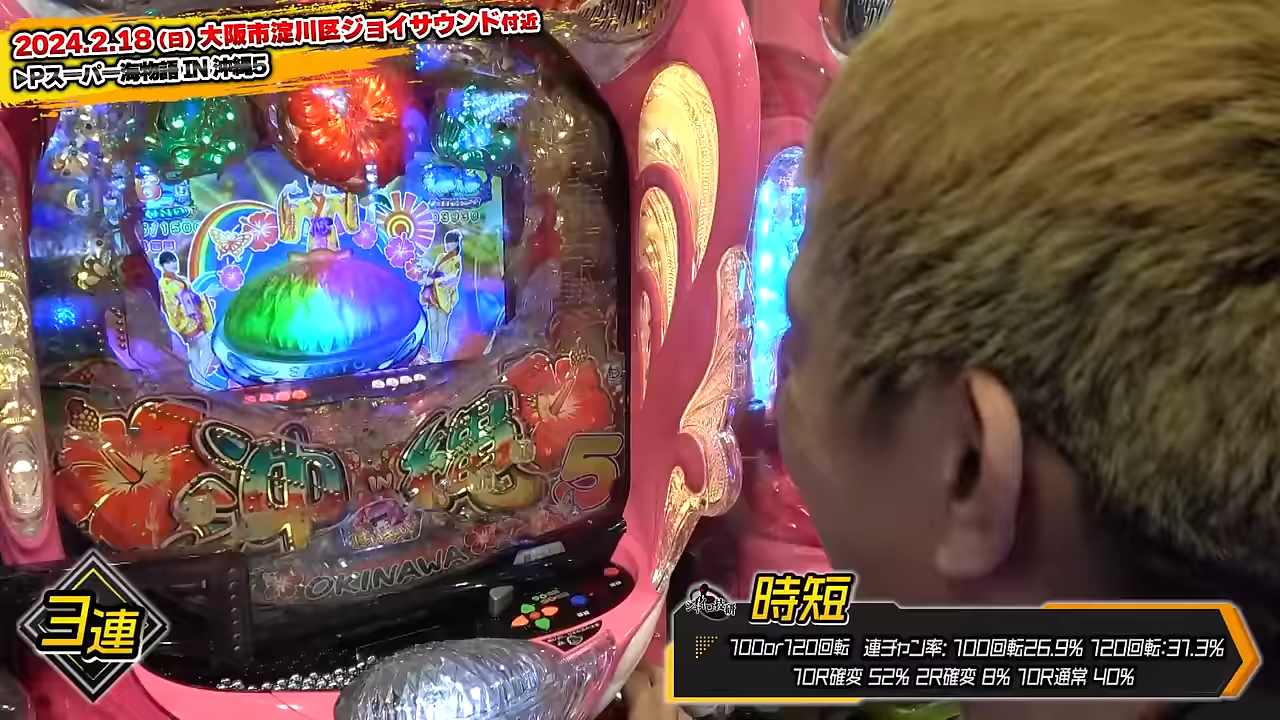 2024.2.18(日)大阪市淀川区ジョイサウンド付近
▷Pスーパー海物語 IN 沖縄5
沖 IN 縄 5
OKINAWA
3連
時短
100or120回転 連チャン率: 100回転26.9% 120回転:31.3%
10R確変 52% 2R確変 8% 10R通常 40%